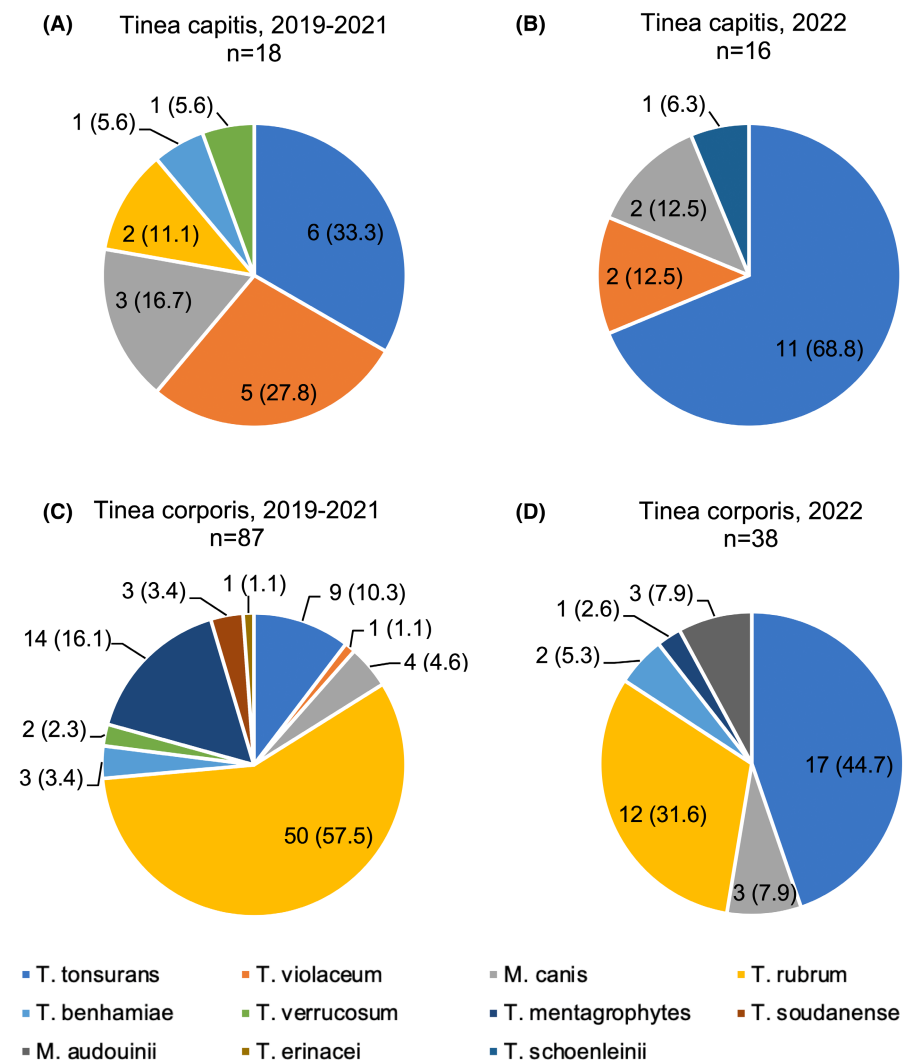 (A)
Tinea capitis, 2019-2021
n=18
1 (5.6)
1 (5.6)
2 (11.1)
6 (33.3)
3 (16.7)
5 (27.8)
(B)
Tinea capitis, 2022
n=16
1 (6.3)
2 (12.5)
2 (12.5)
11 (68.8)
(C)
Tinea corporis, 2019-2021
n=87
3 (3.4)
1 (1.1)
9 (10.3)
14 (16.1)
1 (1.1)
4 (4.6)
2 (2.3)
3 (3.4)
50 (57.5)
(D)
Tinea corporis, 2022
n=38
3 (7.9)
1 (2.6)
2 (5.3)
17 (44.7)
12 (31.6)
3 (7.9)
T. tonsurans
T. violaceum
M. canis
T. rubrum
T. benhamiae
T. verrucosum
T. mentagrophytes
T. soudanense
M. audouinii
T. erinacei
T. schoenleinii